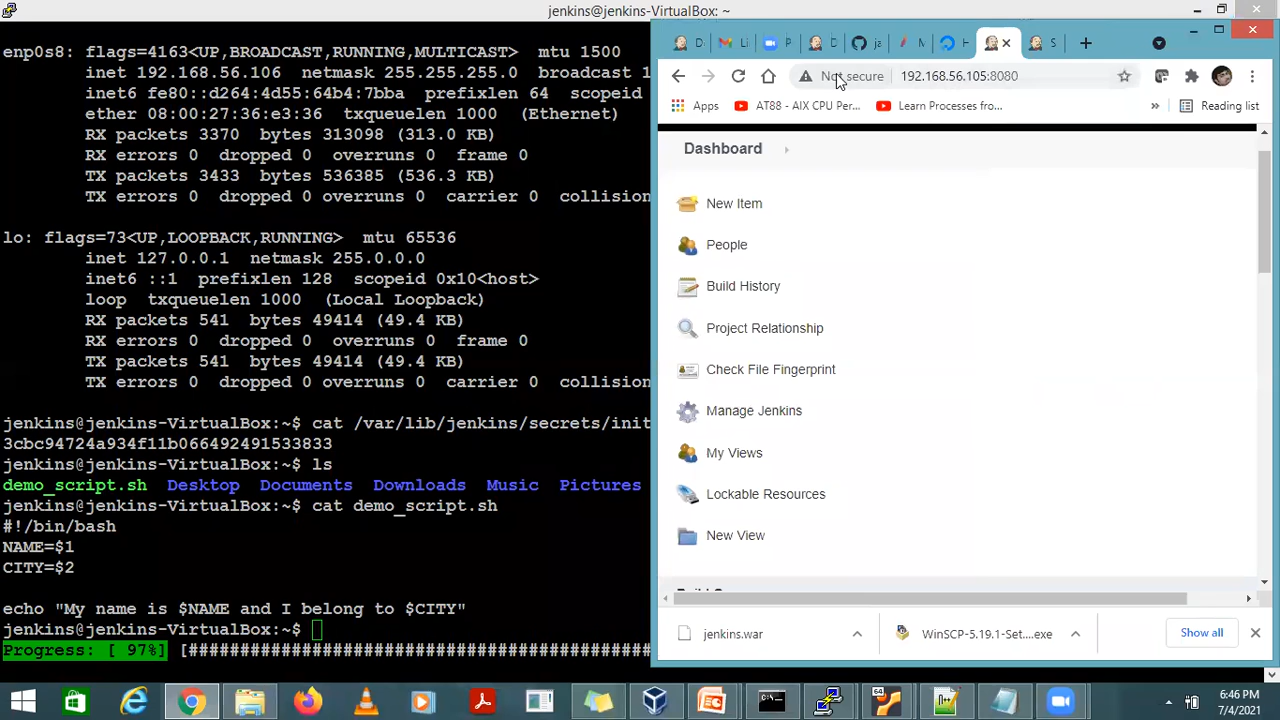 jenkins@jenkins-VirtualBox: ~
enp0s8: flags=4163<UP,BROADCAST,RUNNING,MULTICAST> mtu 1500
inet 192.168.56.106 netmask 255.255.255.0 broadcast 1
inet6 fe80::d264:4d55:64b4:7bba prefixlen 64 scopeid
ether 08:00:27:36:e3:36 txqueuelen 1000 (Ethernet)
RX packets 3370 bytes 313098 (313.0 KB)
RX errors 0 dropped 0 overruns 0 frame 0
TX packets 3433 bytes 536385 (536.3 KB)
TX errors 0 dropped 0 overruns 0 carrier 0 collision
lo: flags=73<UP,LOOPBACK,RUNNING> mtu 65536
inet 127.0.0.1 netmask 255.0.0.0
inet6 ::1 prefixlen 128 scopeid 0x10<host>
loop txqueuelen 1000 (Local Loopback)
RX packets 541 bytes 49414 (49.4 KB)
RX errors 0 dropped 0 overruns 0 frame 0
TX packets 541 bytes 49414 (49.4 KB)
TX errors 0 dropped 0 overruns 0 carrier 0 collision
jenkins@jenkins-VirtualBox:~$ cat /var/lib/jenkins/secrets/init
3cbc94724a934f11b066492491533833
jenkins@jenkins-VirtualBox:~$ ls
demo_script.sh Desktop Documents Downloads Music Pictures
jenkins@jenkins-VirtualBox:~$ cat demo_script.sh
#!/bin/bash
NAME=$1
CITY=$2
echo "My name is $NAME and I belong to $CITY"
jenkins@jenkins-VirtualBox:~$
Progress: [ 97%] [############################################
D
Li
P
D
ja
M
H
S
Not secure 192.168.56.105:8080
Apps AT88 - AIX CPU Per... Learn Processes fro... » Reading list
Dashboard
New Item
People
Build History
Project Relationship
Check File Fingerprint
Manage Jenkins
My Views
Lockable Resources
New View
jenkins.war WinSCP-5.19.1-Set....exe Show all
6:46 PM
7/4/2021